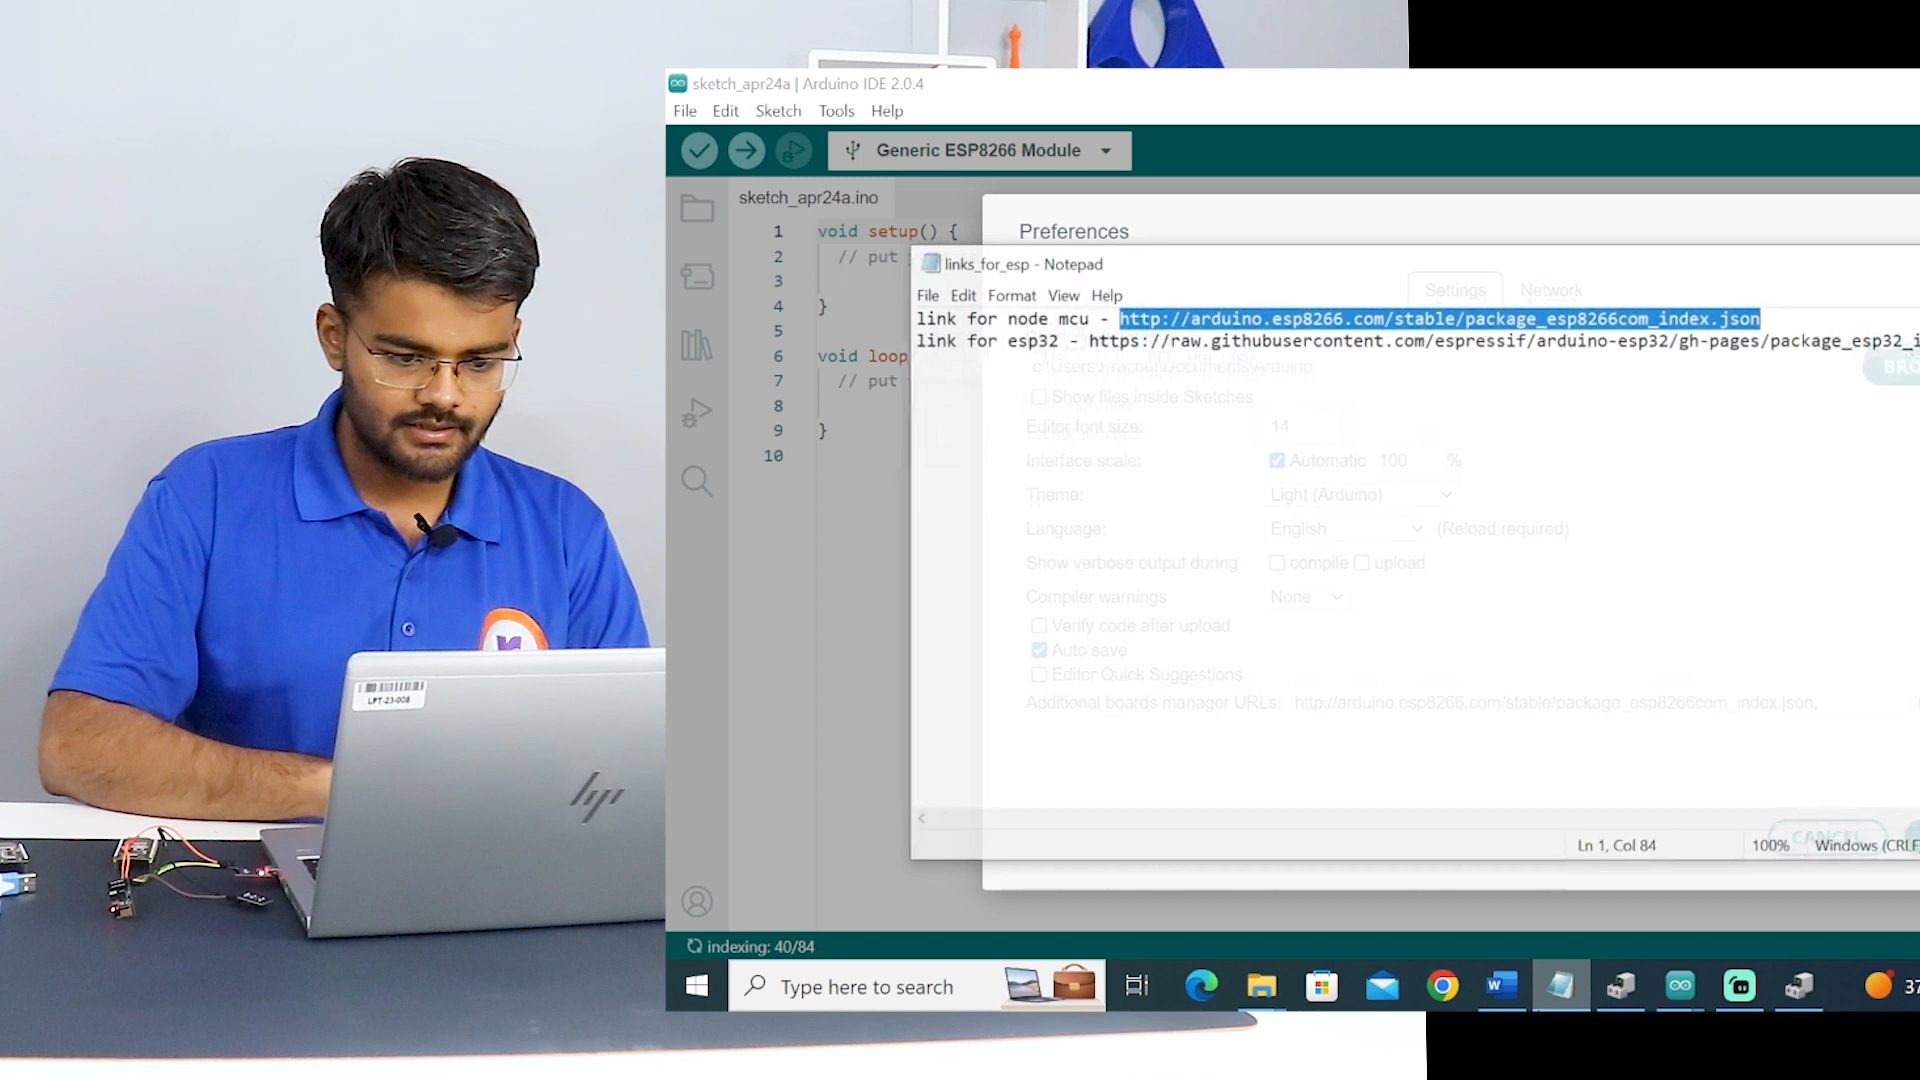 sketch_apr24a | Arduino IDE 2.0.4
File Edit Sketch Tools Help
Generic ESP8266 Module
sketch_apr24a.ino
1 void setup() {
2 // put
3
4 }
5
6 void loop
7 // put
8
9 }
10
Preferences
Settings Network
links_for_esp - Notepad
File Edit Format View Help
link for node mcu - http://arduino.esp8266.com/stable/package_esp8266com_index.json
link for esp32 - https://raw.githubusercontent.com/espressif/arduino-esp32/gh-pages/package_esp32_i
BRO
Show files inside Sketches
Editor font size: 14
Interface scale: Automatic 100 %
Theme: Light (Arduino)
Language: English (Reload required)
Show verbose output during compile upload
Compiler warnings None
Verify code after upload
Auto save
Editor Quick Suggestions
Additional boards manager URLs: http://arduino.esp8266.com/stable/package_esp8266com_index.json,
CANCEL
Ln 1, Col 84 100% Windows (CRLF
indexing: 40/84
Type here to search
37
LPT-23-008
hp